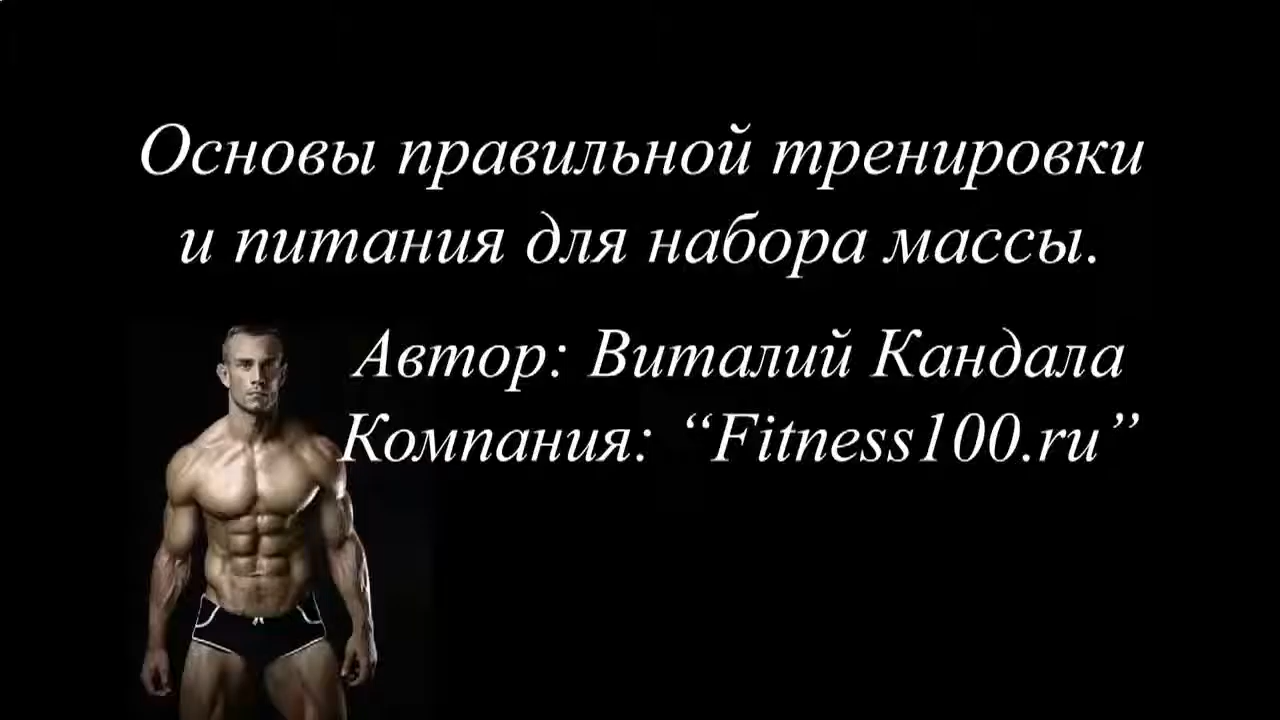 Основы правильной тренировки
и питания для набора массы.
Автор: Виталий Кандала
Компания: “Fitness100.ru”